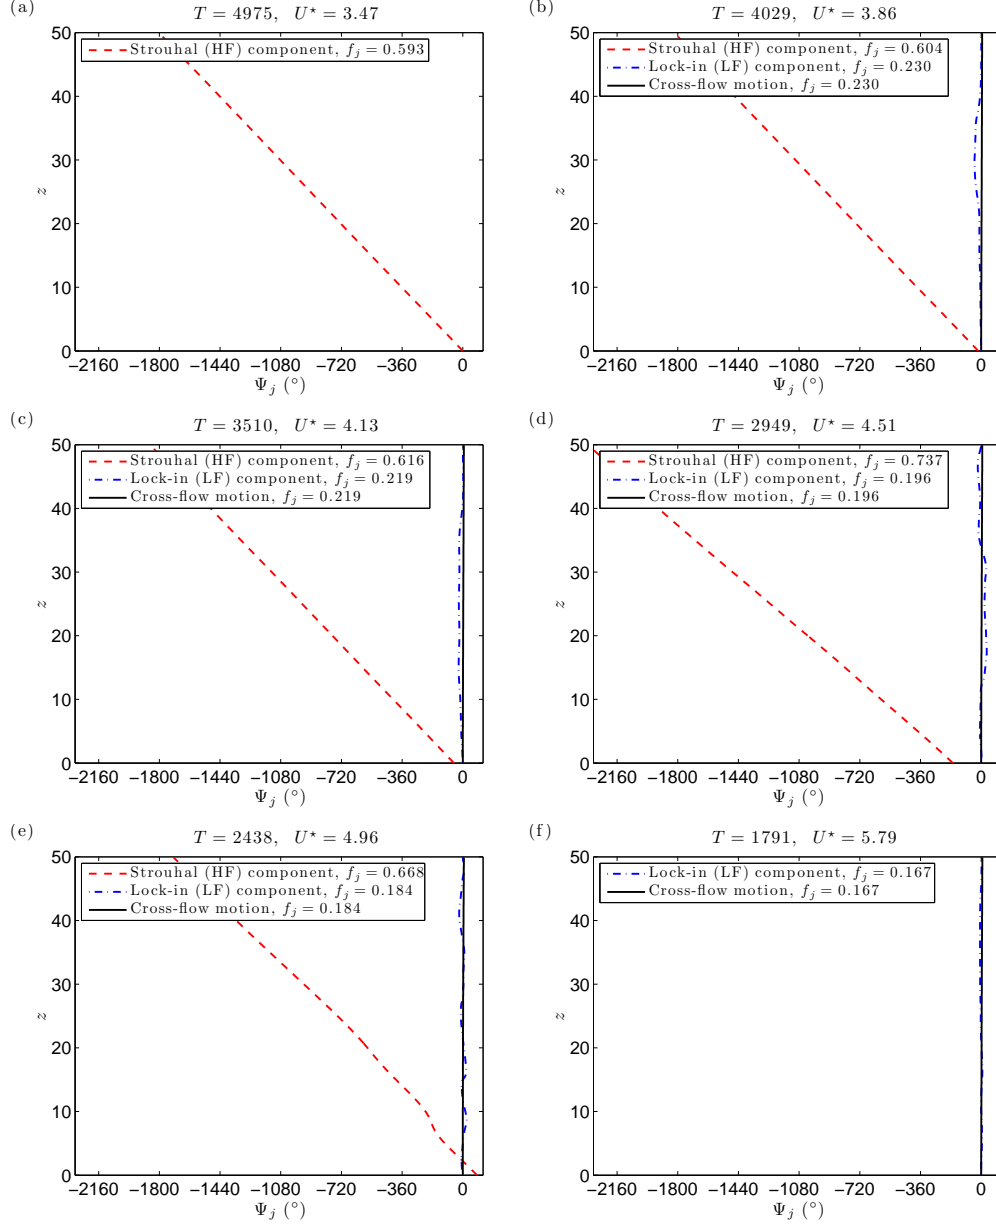 (a)
T = 4975, U⋆ = 3.47
Strouhal (HF) component, f_j = 0.593
50
40
30
20
10
0
z
−2160 −1800 −1440 −1080 −720 −360 0
Ψ_j (°)
(b)
T = 4029, U⋆ = 3.86
Strouhal (HF) component, f_j = 0.604
Lock-in (LF) component, f_j = 0.230
Cross-flow motion, f_j = 0.230
50
40
30
20
10
0
z
−2160 −1800 −1440 −1080 −720 −360 0
Ψ_j (°)
(c)
T = 3510, U⋆ = 4.13
Strouhal (HF) component, f_j = 0.616
Lock-in (LF) component, f_j = 0.219
Cross-flow motion, f_j = 0.219
50
40
30
20
10
0
z
−2160 −1800 −1440 −1080 −720 −360 0
Ψ_j (°)
(d)
T = 2949, U⋆ = 4.51
Strouhal (HF) component, f_j = 0.737
Lock-in (LF) component, f_j = 0.196
Cross-flow motion, f_j = 0.196
50
40
30
20
10
0
z
−2160 −1800 −1440 −1080 −720 −360 0
Ψ_j (°)
(e)
T = 2438, U⋆ = 4.96
Strouhal (HF) component, f_j = 0.668
Lock-in (LF) component, f_j = 0.184
Cross-flow motion, f_j = 0.184
50
40
30
20
10
0
z
−2160 −1800 −1440 −1080 −720 −360 0
Ψ_j (°)
(f)
T = 1791, U⋆ = 5.79
Lock-in (LF) component, f_j = 0.167
Cross-flow motion, f_j = 0.167
50
40
30
20
10
0
z
−2160 −1800 −1440 −1080 −720 −360 0
Ψ_j (°)